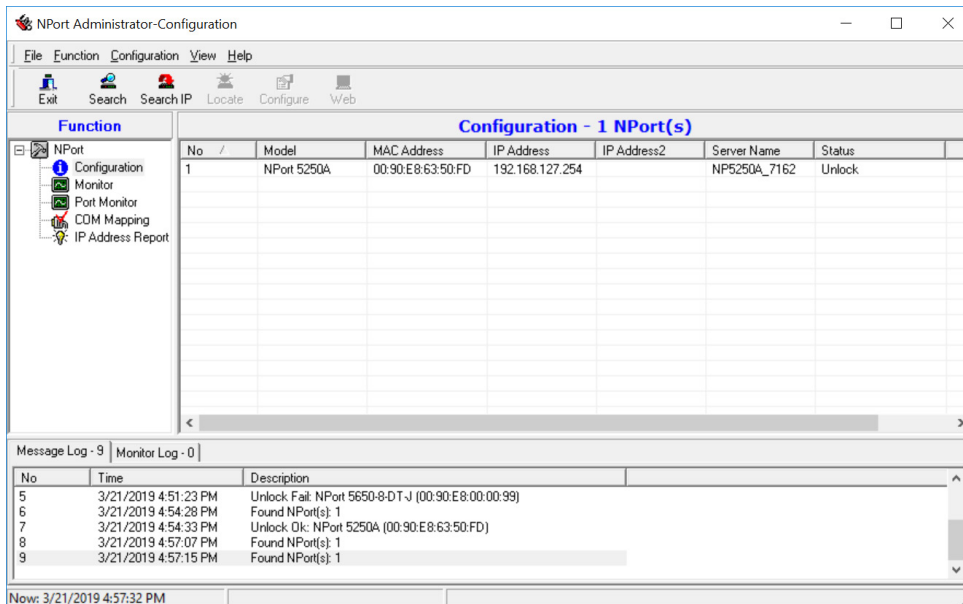 NPort Administrator-Configuration
File Function Configuration View Help
Exit Search Search IP Locate Configure Web
Function
Configuration - 1 NPort(s)
NPort
Configuration
Monitor
Port Monitor
COM Mapping
IP Address Report
No / Model MAC Address IP Address IP Address2 Server Name Status
1 NPort 5250A 00:90:E8:63:50:FD 192.168.127.254 NP5250A_7162 Unlock
Message Log - 9 Monitor Log - 0
No Time Description
5 3/21/2019 4:51:23 PM Unlock Fail: NPort 5650-8-DT-J (00:90:E8:00:00:99)
6 3/21/2019 4:54:28 PM Found NPort(s): 1
7 3/21/2019 4:54:33 PM Unlock Ok: NPort 5250A (00:90:E8:63:50:FD)
8 3/21/2019 4:57:07 PM Found NPort(s): 1
9 3/21/2019 4:57:15 PM Found NPort(s): 1
Now: 3/21/2019 4:57:32 PM